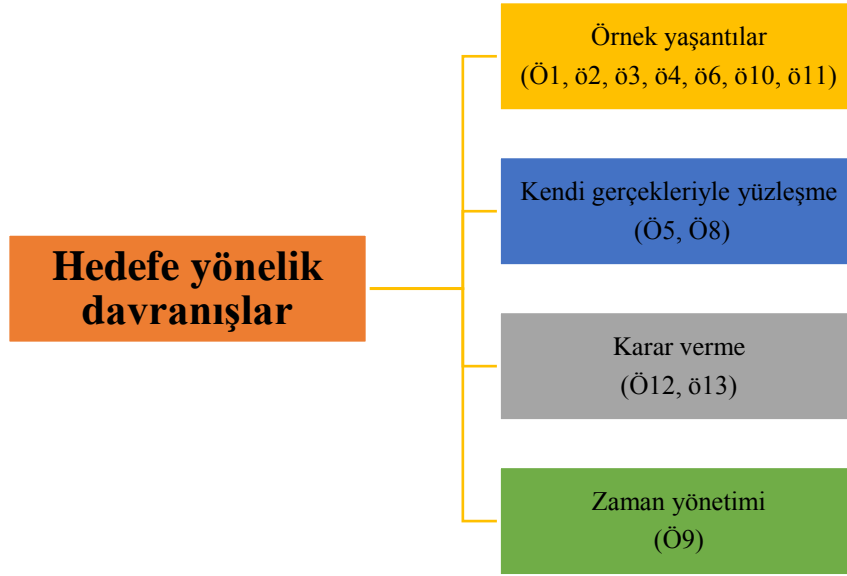 Örnek yaşantılar
(Ö1, ö2, ö3, ö4, ö6, ö10, ö11)
Kendi gerçekleriyle yüzleşme
(Ö5, Ö8)
Hedefe yönelik
davranışlar
Karar verme
(Ö12, ö13)
Zaman yönetimi
(Ö9)